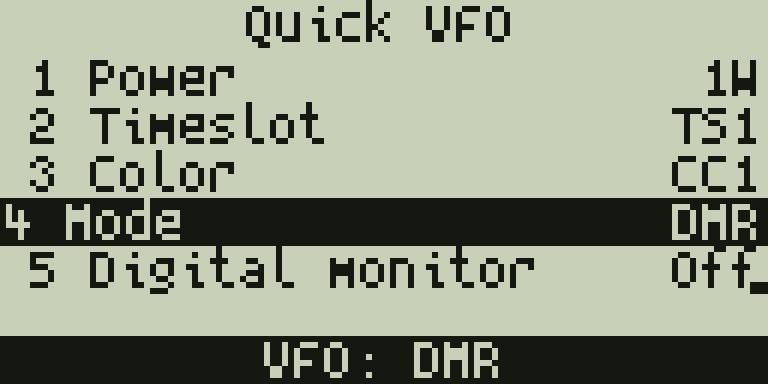 Quick VFO
1 Power 1W
2 Timeslot TS1
3 Color CC1
4 Mode DMR
5 Digital monitor Off
VFO: DMR